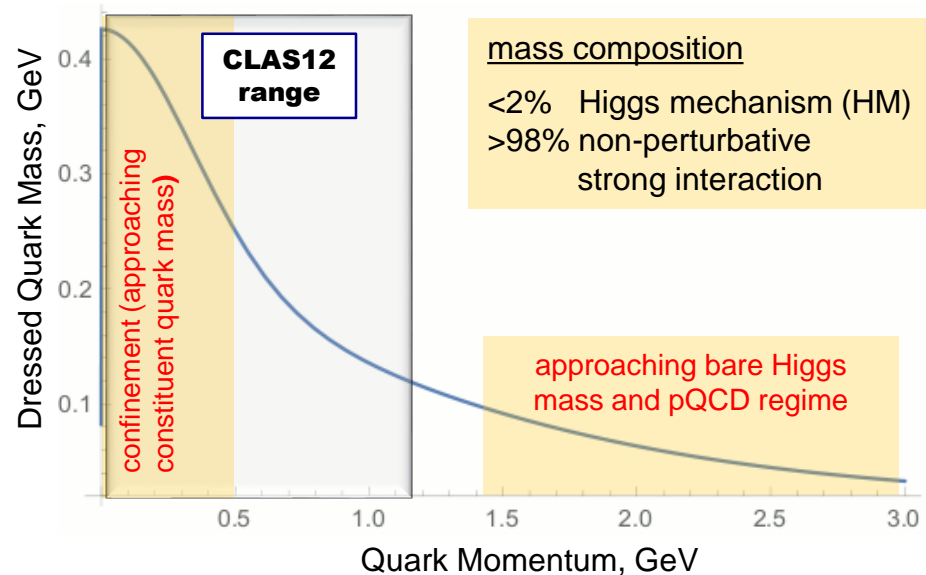 CLAS12
range
mass composition
<2% Higgs mechanism (HM)
>98% non-perturbative
strong interaction
Dressed Quark Mass, GeV
0.4
0.3
0.2
0.1
confinement (approaching
constituent quark mass)
approaching bare Higgs
mass and pQCD regime
0.5
1.0
1.5
2.0
2.5
3.0
Quark Momentum, GeV